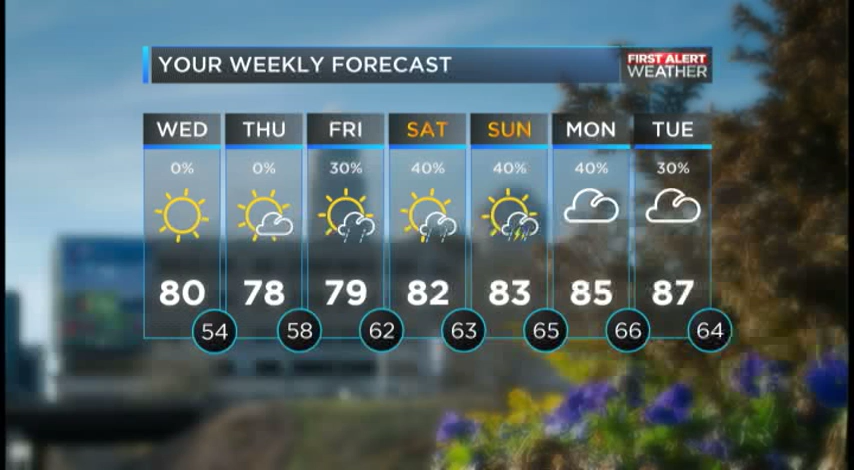 YOUR WEEKLY FORECAST
FIRST ALERT
WEATHER
WED THU FRI SAT SUN MON TUE
0% 0% 30% 40% 40% 40% 30%
80 78 79 82 83 85 87
54 58 62 63 65 66 64